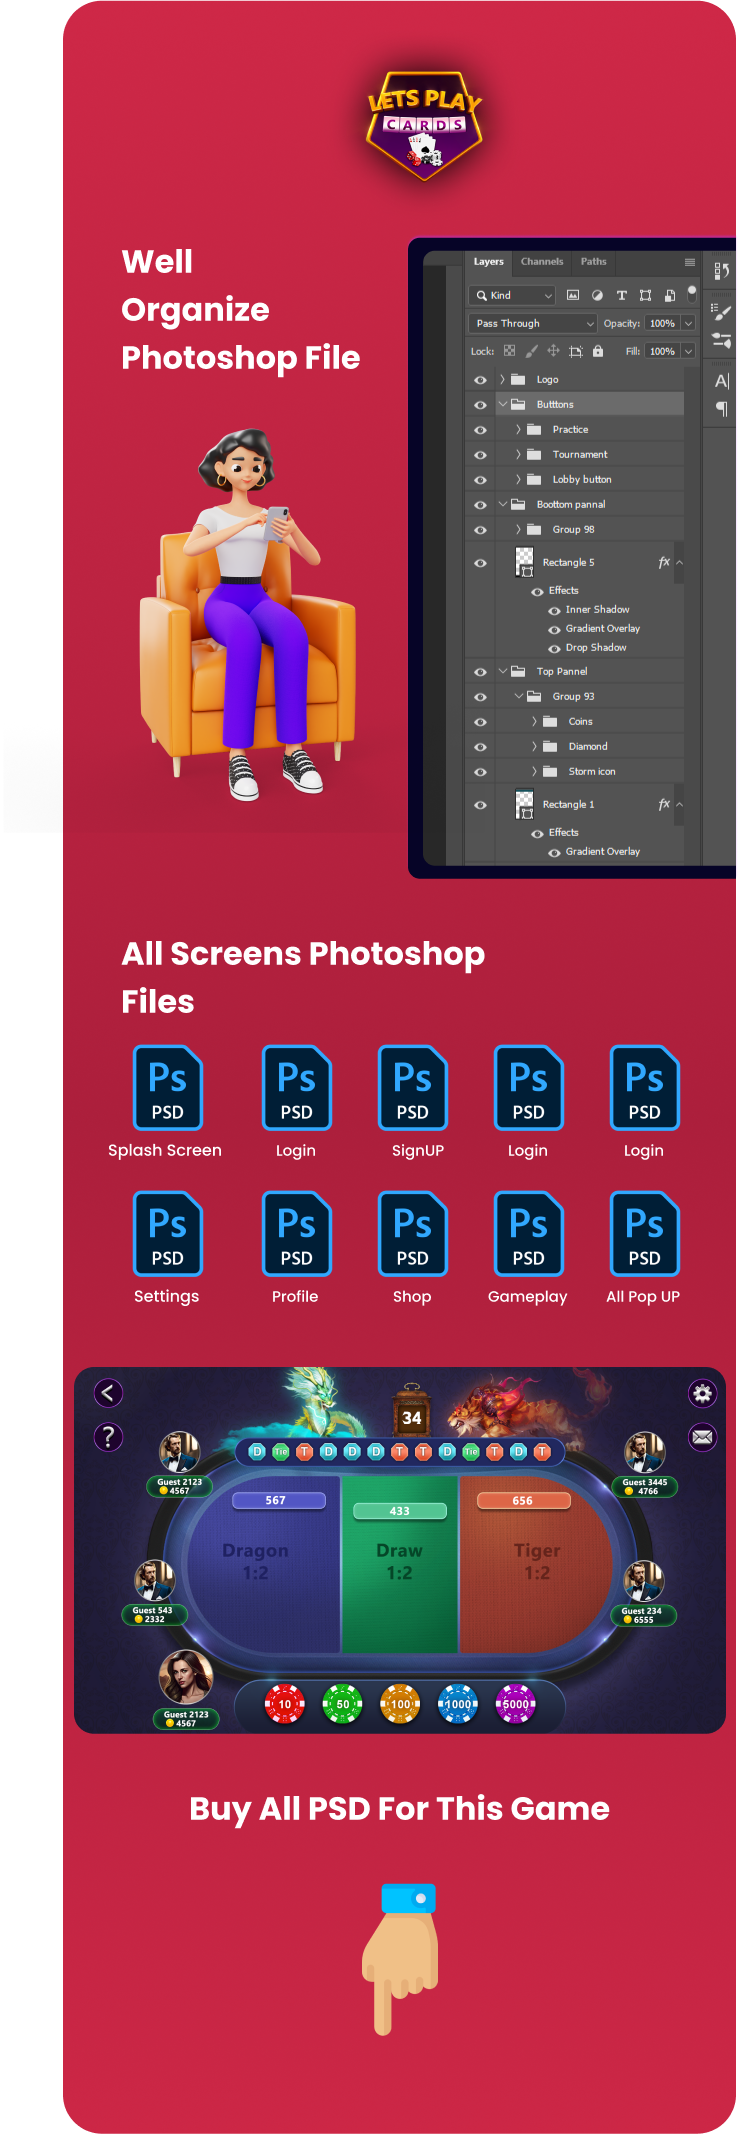 LETS PLAY
CARDS
Well
Organize
Photoshop File
Layers Channels Paths
Kind
Pass Through Opacity: 100%
Lock: Fill: 100%
Logo
Butttons
Practice
Tournament
Lobby button
Boottom pannal
Group 98
Rectangle 5 fx
Effects
Inner Shadow
Gradient Overlay
Drop Shadow
Top Pannel
Group 93
Coins
Diamond
Storm icon
Rectangle 1 fx
Effects
Gradient Overlay
All Screens Photoshop
Files
Ps Ps Ps Ps Ps
PSD PSD PSD PSD PSD
Splash Screen Login SignUP Login Login
Ps Ps Ps Ps Ps
PSD PSD PSD PSD PSD
Settings Profile Shop Gameplay All Pop UP
34
?
D Tie T D D D T T D Tie T D T
Guest 2123
4567
Guest 3445
4766
567 433 656
Dragon Draw Tiger
1:2 1:2 1:2
Guest 543
2332
Guest 234
6555
Guest 2123
4567
10 50 100 1000 5000
Buy All PSD For This Game